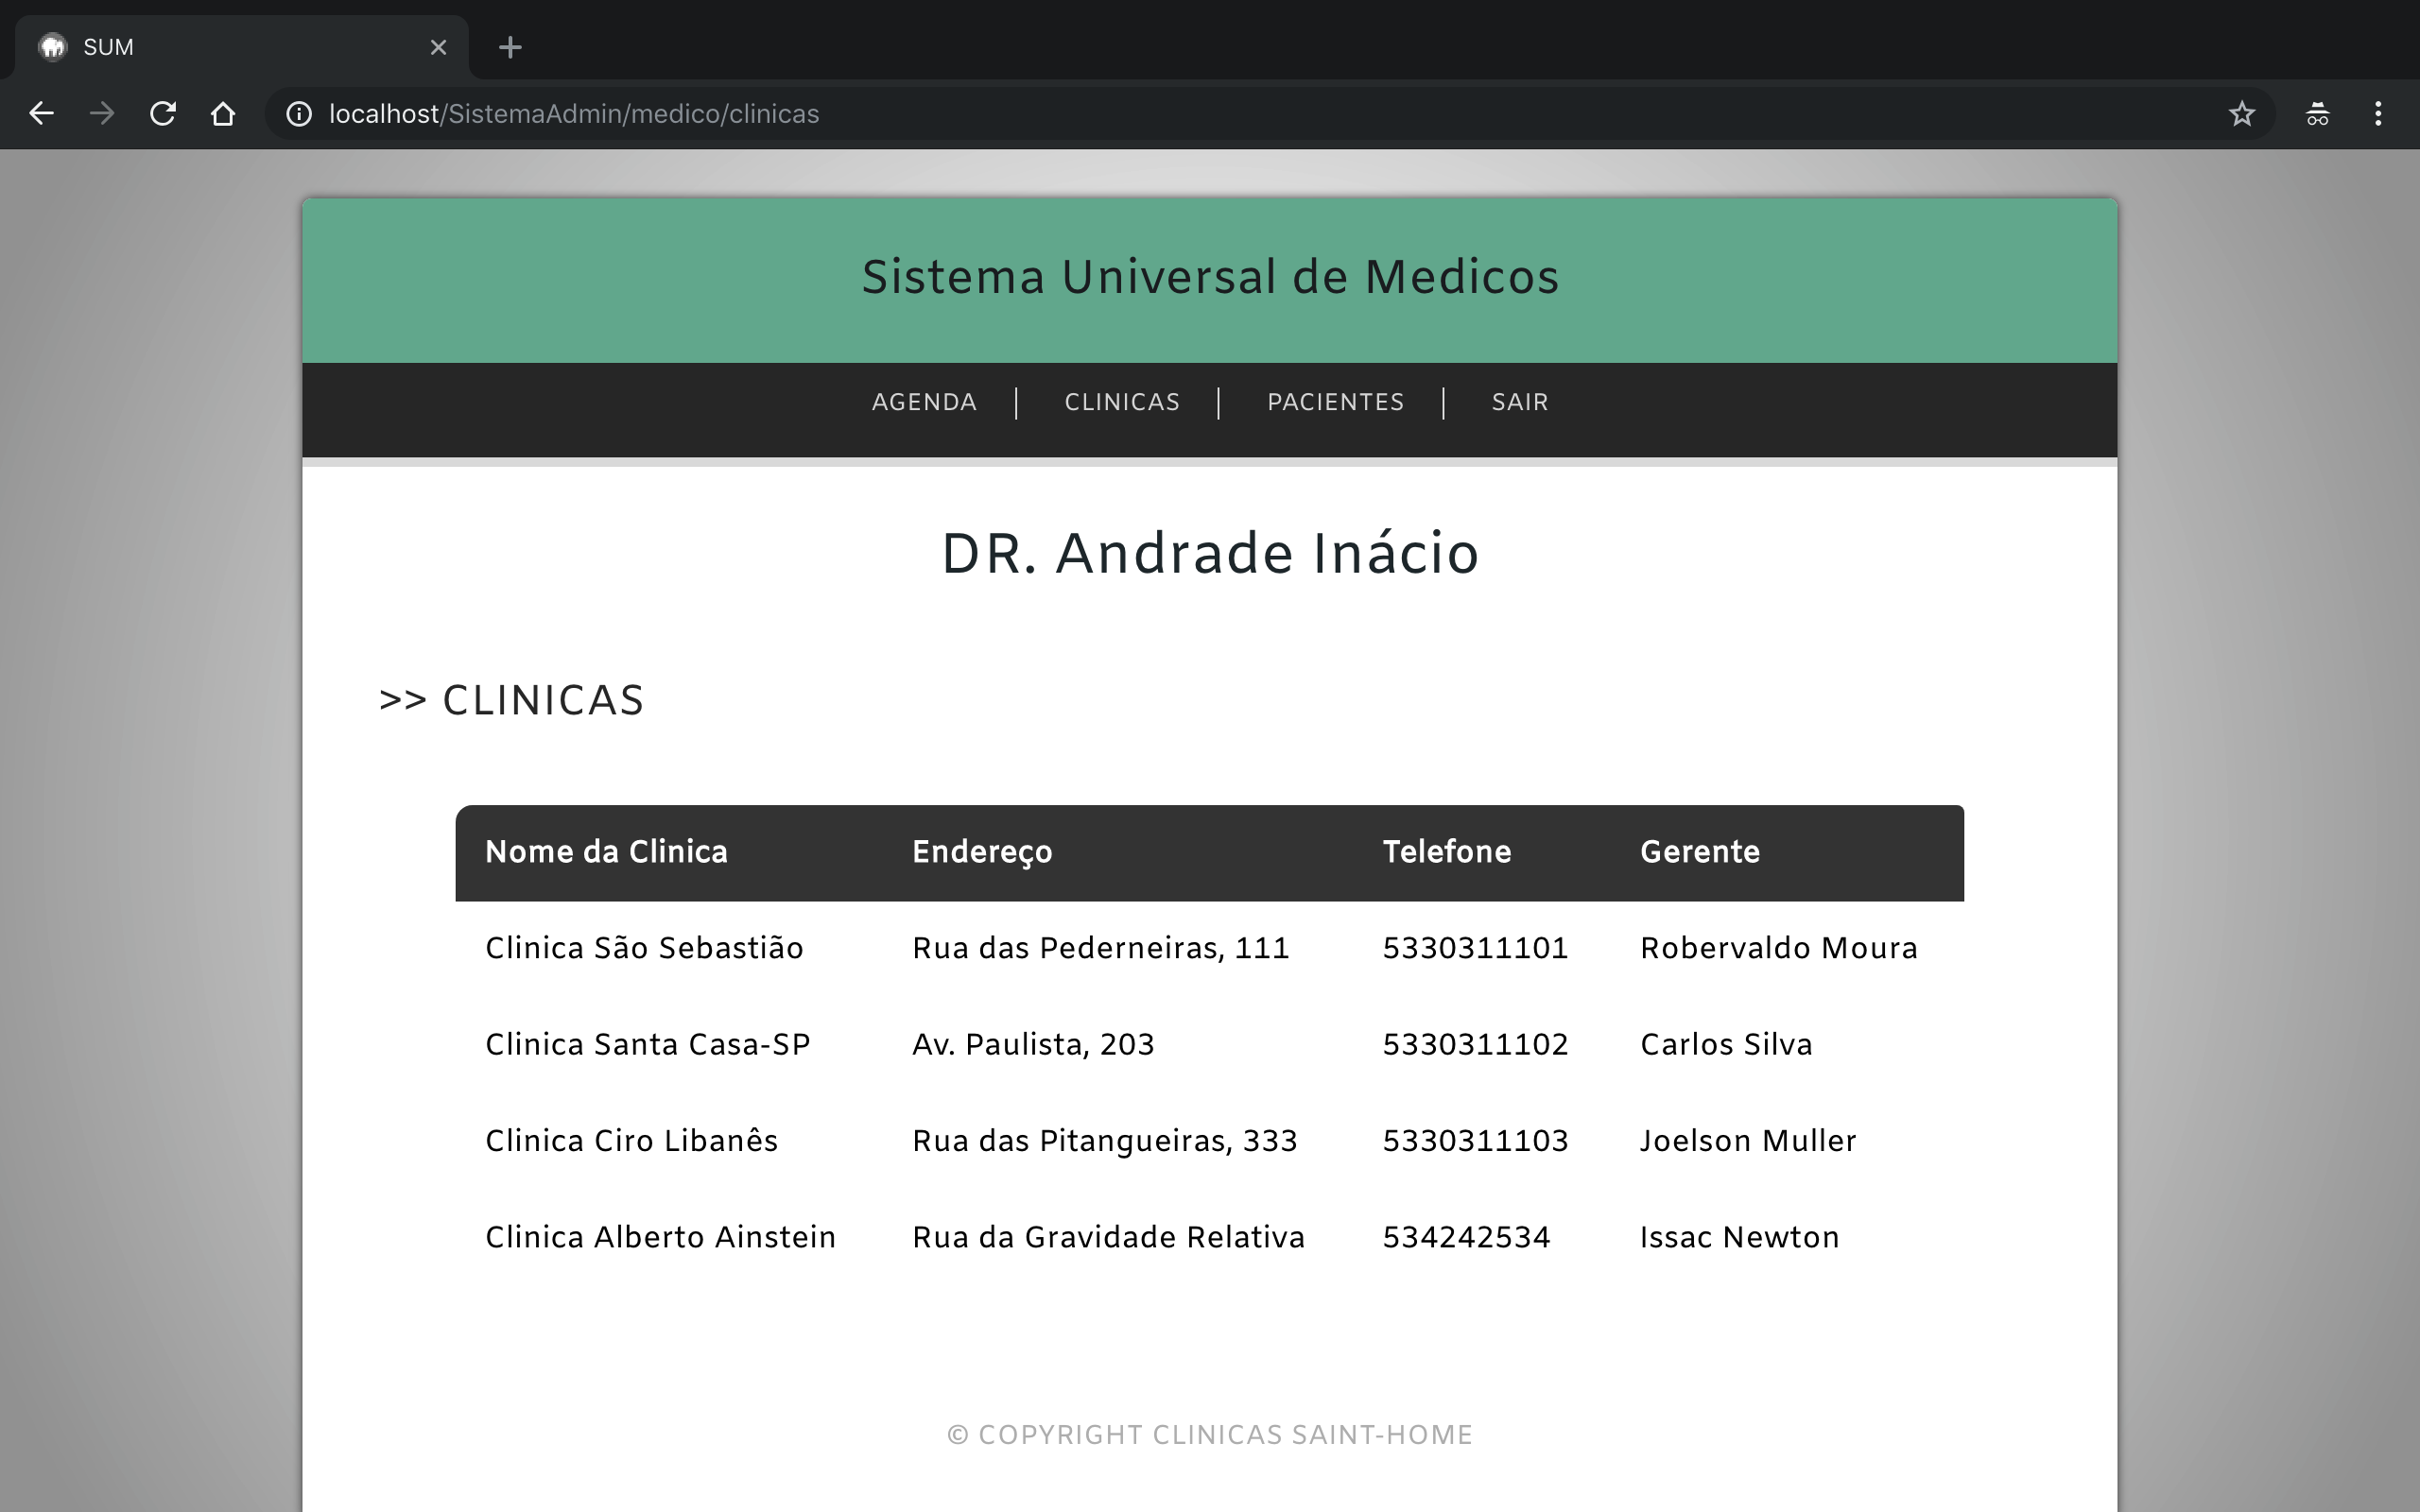 SUM
localhost/SistemaAdmin/medico/clinicas
Sistema Universal de Medicos
AGENDA CLINICAS PACIENTES SAIR
DR. Andrade Inácio
>> CLINICAS
Nome da Clinica Endereço Telefone Gerente
Clinica São Sebastião Rua das Pederneiras, 111 5330311101 Robervaldo Moura
Clinica Santa Casa-SP Av. Paulista, 203 5330311102 Carlos Silva
Clinica Ciro Libanês Rua das Pitangueiras, 333 5330311103 Joelson Muller
Clinica Alberto Ainstein Rua da Gravidade Relativa 534242534 Issac Newton
© COPYRIGHT CLINICAS SAINT-HOME